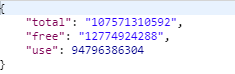 {
"total": "107571310592",
"free": "12774924288",
"use": 94796386304
}